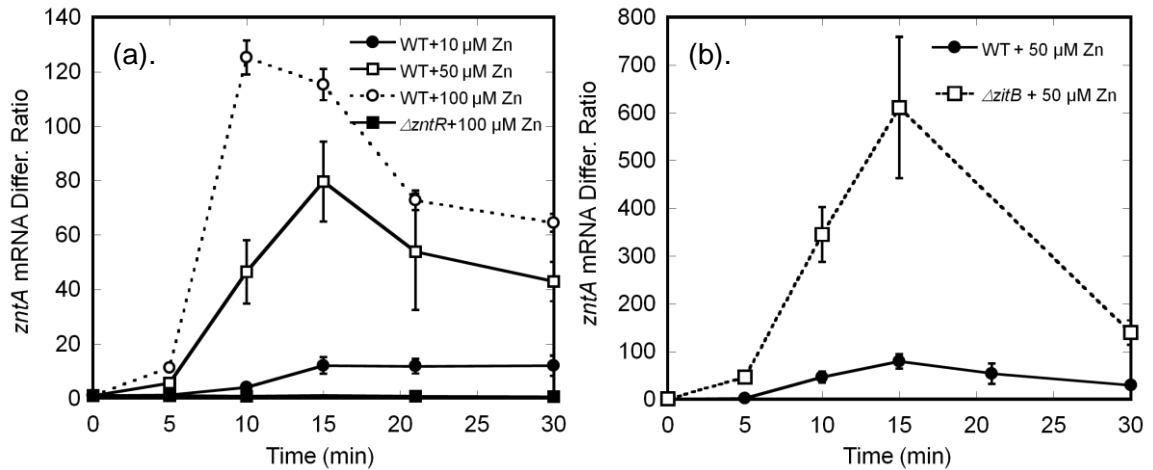 (a).
WT+10 µM Zn
WT+50 µM Zn
WT+100 µM Zn
ΔzntR+100 µM Zn
zntA mRNA Differ. Ratio
140
120
100
80
60
40
20
0
0 5 10 15 20 25 30
Time (min)
(b).
WT + 50 µM Zn
ΔzitB + 50 µM Zn
zntA mRNA Differ. Ratio
800
700
600
500
400
300
200
100
0
0 5 10 15 20 25 30
Time (min)